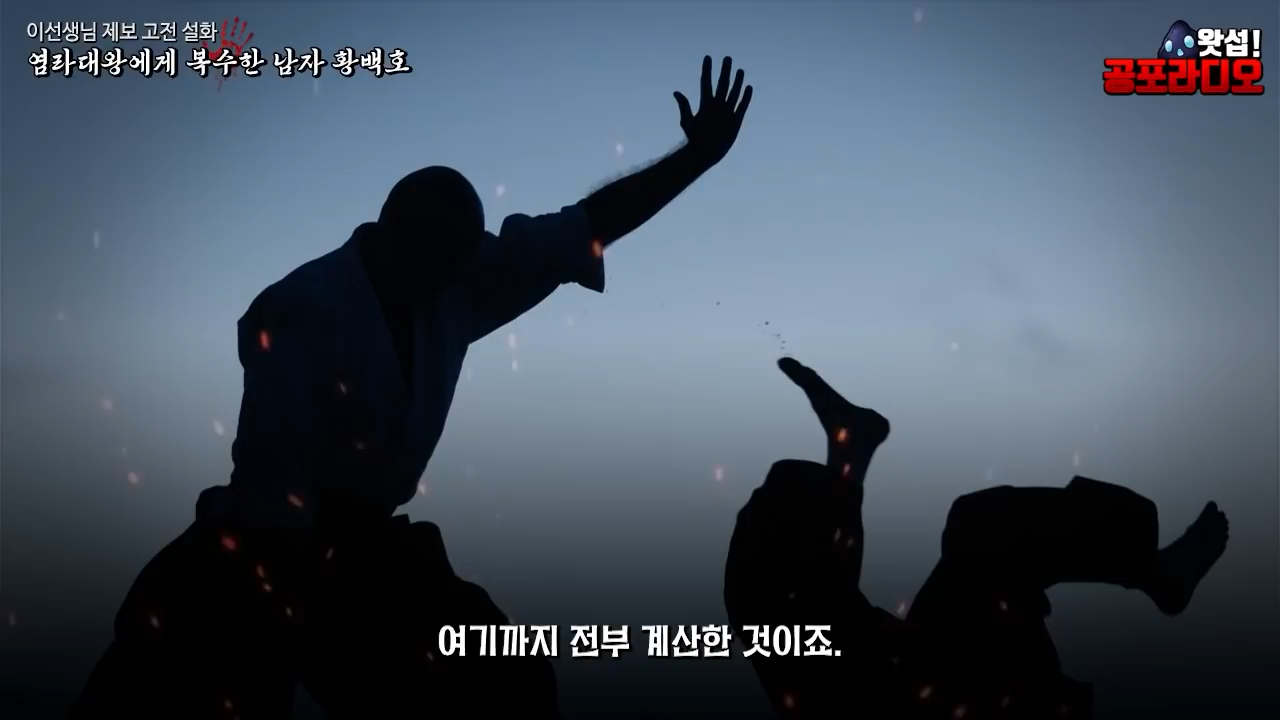 이선생님 제보 고전 설화
염라대왕에게 복수한 남자 황백호
왓섭!
공포라디오
여기까지 전부 계산한 것이죠.